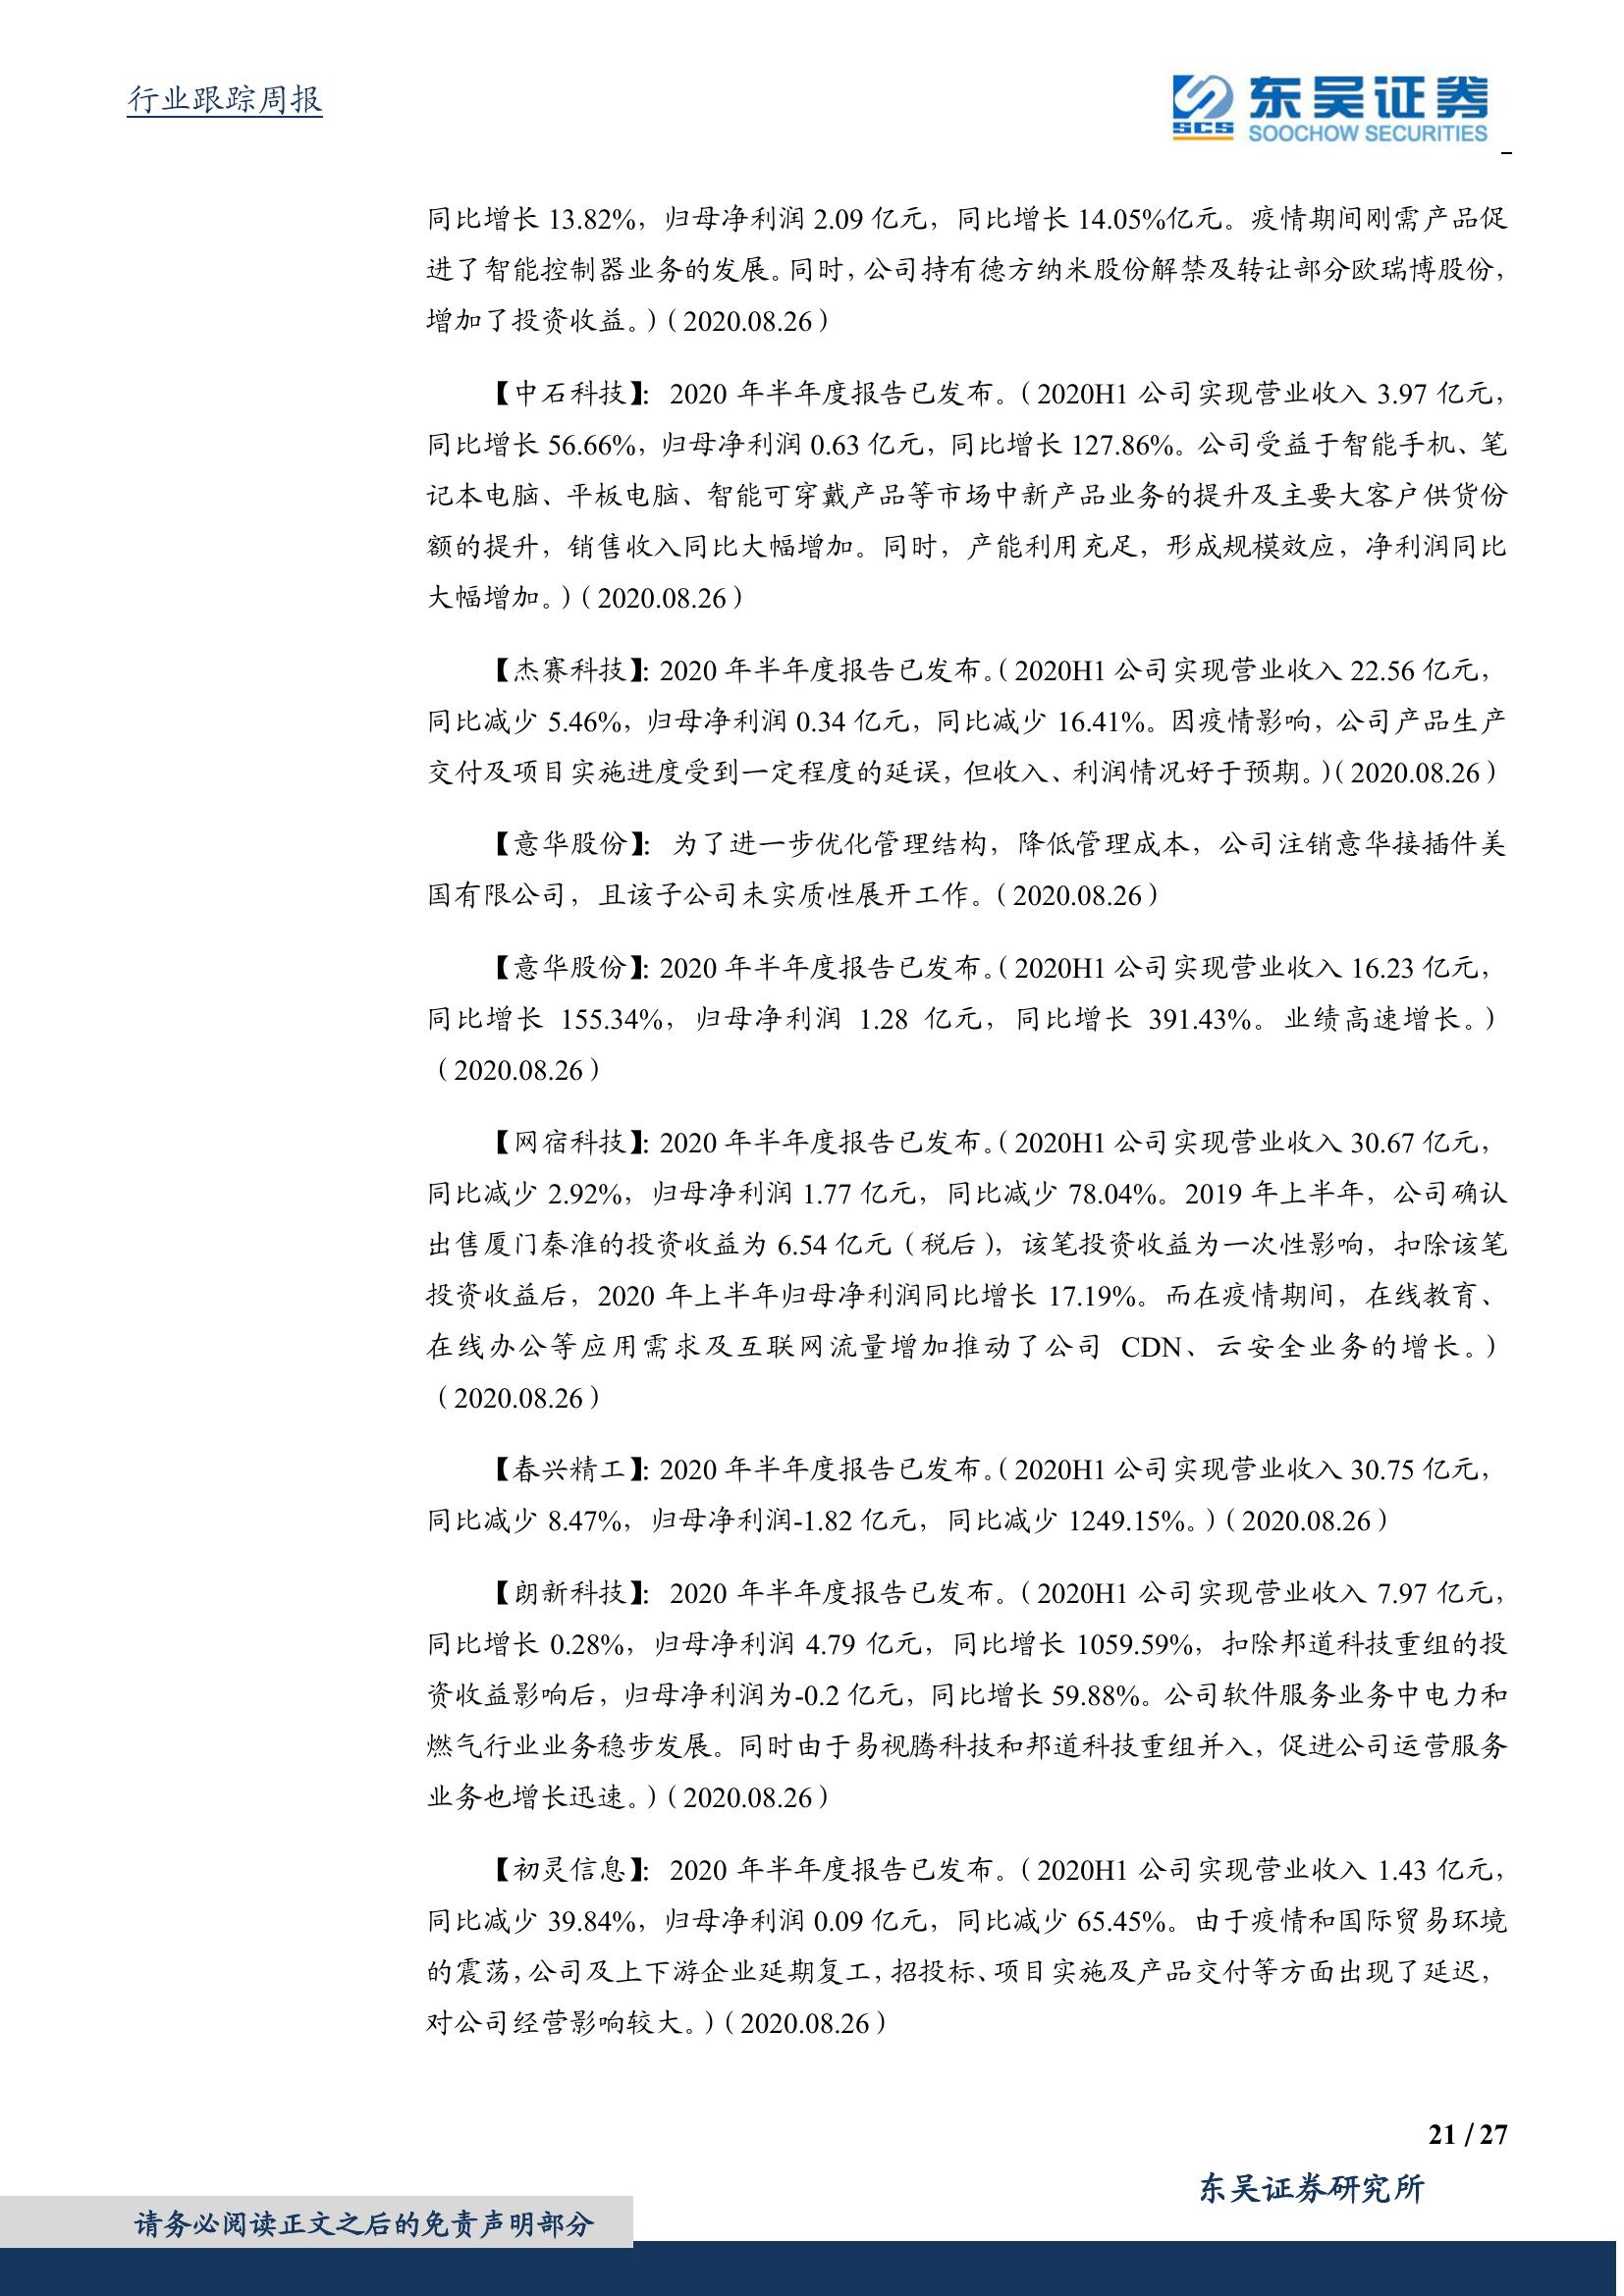 行业跟踪周报
SCS
东吴证券
SOOCHOW SECURITIES
同比增长 13.82%，归母净利润 2.09 亿元，同比增长 14.05%亿元。疫情期间刚需产品促
进了智能控制器业务的发展。同时，公司持有德方纳米股份解禁及转让部分欧瑞博股份，
增加了投资收益。）（2020.08.26）
【中石科技】： 2020 年半年度报告已发布。（2020H1 公司实现营业收入 3.97 亿元，
同比增长 56.66%，归母净利润 0.63 亿元，同比增长 127.86%。公司受益于智能手机、笔
记本电脑、平板电脑、智能可穿戴产品等市场中新产品业务的提升及主要大客户供货份
额的提升，销售收入同比大幅增加。同时，产能利用充足，形成规模效应，净利润同比
大幅增加。）（2020.08.26）
【杰赛科技】：2020 年半年度报告已发布。（2020H1 公司实现营业收入 22.56 亿元，
同比减少 5.46%，归母净利润 0.34 亿元，同比减少 16.41%。因疫情影响，公司产品生产
交付及项目实施进度受到一定程度的延误，但收入、利润情况好于预期。）（2020.08.26）
【意华股份】： 为了进一步优化管理结构，降低管理成本，公司注销意华接插件美
国有限公司，且该子公司未实质性展开工作。（2020.08.26）
【意华股份】：2020 年半年度报告已发布。（2020H1 公司实现营业收入 16.23 亿元，
同比增长 155.34%，归母净利润 1.28 亿元，同比增长 391.43%。业绩高速增长。）
（2020.08.26）
【网宿科技】：2020 年半年度报告已发布。（2020H1 公司实现营业收入 30.67 亿元，
同比减少 2.92%，归母净利润 1.77 亿元，同比减少 78.04%。2019 年上半年，公司确认
出售厦门秦淮的投资收益为 6.54 亿元（税后），该笔投资收益为一次性影响，扣除该笔
投资收益后，2020 年上半年归母净利润同比增长 17.19%。而在疫情期间，在线教育、
在线办公等应用需求及互联网流量增加推动了公司 CDN、云安全业务的增长。）
（2020.08.26）
【春兴精工】：2020 年半年度报告已发布。（2020H1 公司实现营业收入 30.75 亿元，
同比减少 8.47%，归母净利润-1.82 亿元，同比减少 1249.15%。）（2020.08.26）
【朗新科技】： 2020 年半年度报告已发布。（2020H1 公司实现营业收入 7.97 亿元，
同比增长 0.28%，归母净利润 4.79 亿元，同比增长 1059.59%，扣除邦道科技重组的投
资收益影响后，归母净利润为-0.2 亿元，同比增长 59.88%。公司软件服务业务中电力和
燃气行业业务稳步发展。同时由于易视腾科技和邦道科技重组并入，促进公司运营服务
业务也增长迅速。）（2020.08.26）
【初灵信息】： 2020 年半年度报告已发布。（2020H1 公司实现营业收入 1.43 亿元，
同比减少 39.84%，归母净利润 0.09 亿元，同比减少 65.45%。由于疫情和国际贸易环境
的震荡，公司及上下游企业延期复工，招投标、项目实施及产品交付等方面出现了延迟，
对公司经营影响较大。）（2020.08.26）
21 / 27
东吴证券研究所
请务必阅读正文之后的免责声明部分